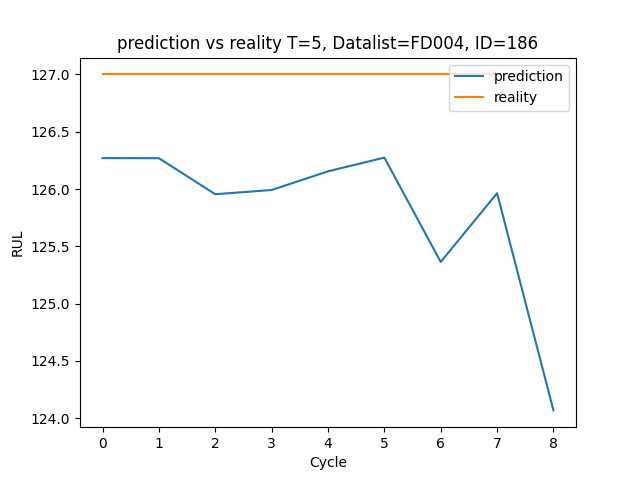 prediction vs reality T=5, Datalist=FD004, ID=186
127.0
126.5
126.0
125.5
125.0
124.5
124.0
RUL
prediction
reality
0 1 2 3 4 5 6 7 8
Cycle